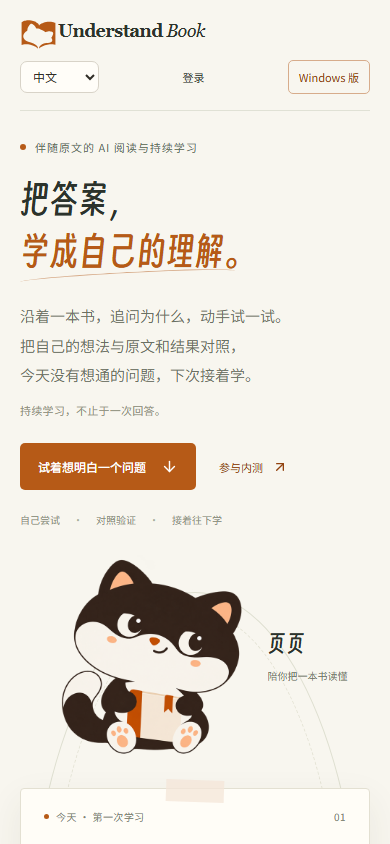 Understand Book
中文
登录
Windows 版
伴随原文的 AI 阅读与持续学习
把答案，
学成自己的理解。
沿着一本书，追问为什么，动手试一试。
把自己的想法与原文和结果对照，
今天没有想通的问题，下次接着学。
持续学习，不止于一次回答。
试着想明白一个问题 ↓
参与内测 ↗
自己尝试 · 对照验证 · 接着往下学
页页
陪你把一本书读懂
今天 · 第一次学习
01